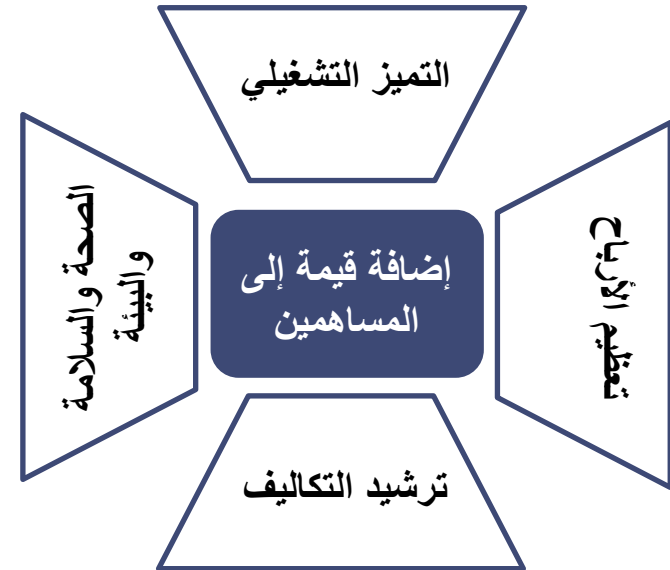 التميز التشغيلي
تعظيم الأرباح
إضافة قيمة إلى
المساهمين
الصحة والسلامة
والبيئة
ترشيد التكاليف